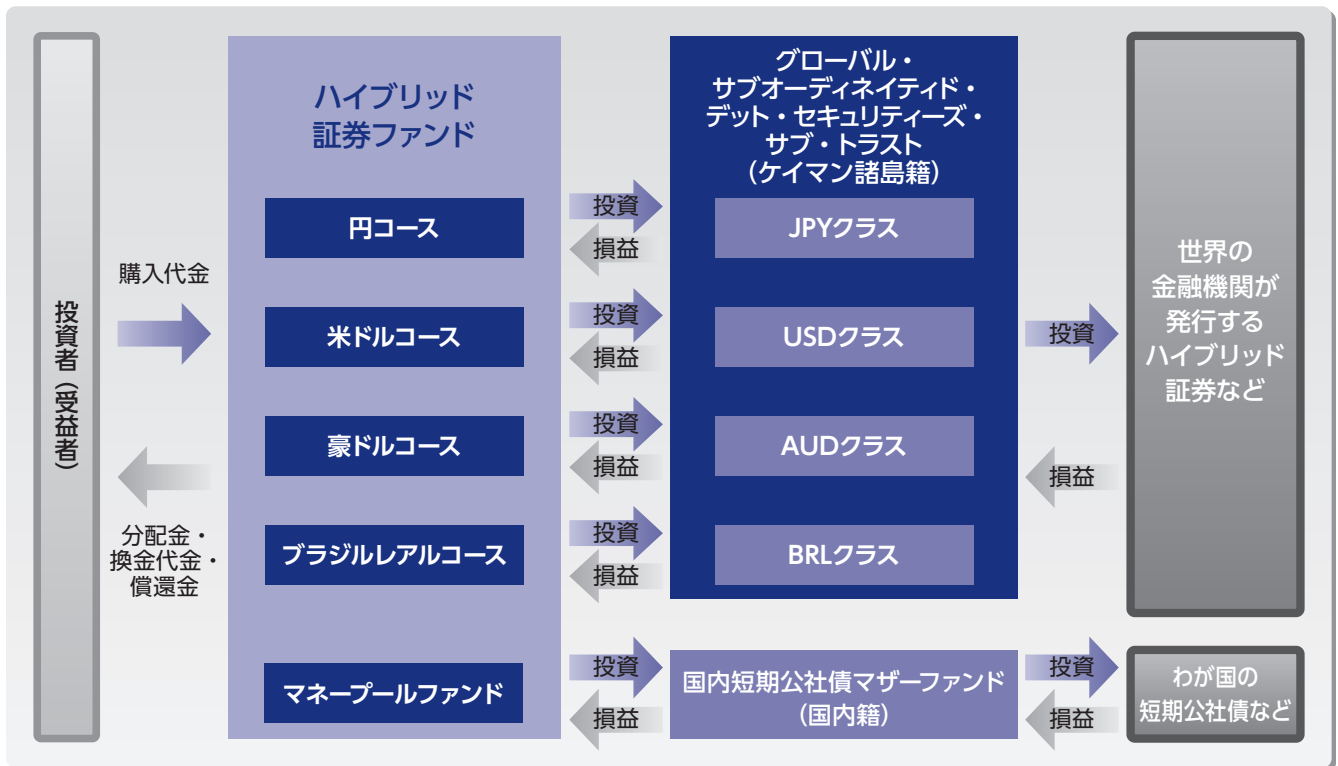 投資者（受益者）
購入代金
分配金・
換金代金・
償還金
ハイブリッド
証券ファンド
円コース
米ドルコース
豪ドルコース
ブラジルレアルコース
マネープールファンド
投資
損益
投資
損益
投資
損益
投資
損益
投資
損益
グローバル・
サブオーディネイティド・
デット・セキュリティーズ・
サブ・トラスト
（ケイマン諸島籍）
JPYクラス
USDクラス
AUDクラス
BRLクラス
国内短期公社債マザーファンド
（国内籍）
投資
損益
投資
損益
世界の
金融機関が
発行する
ハイブリッド
証券など
わが国の
短期公社債など